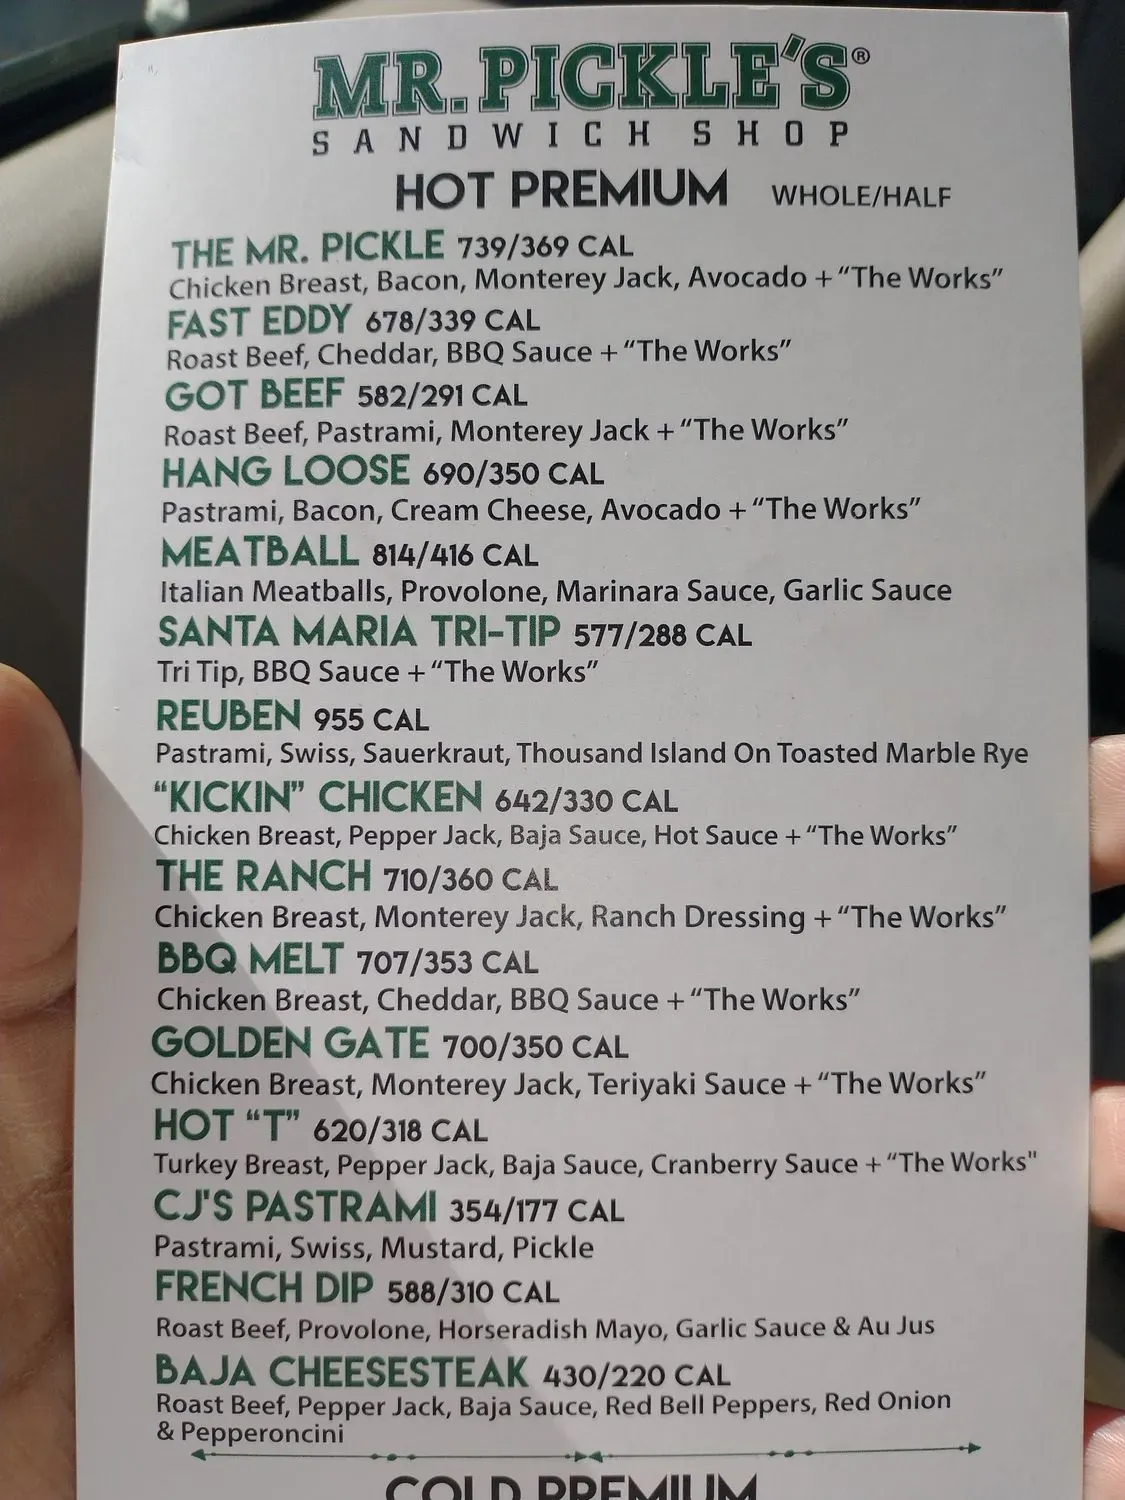 MR. PICKLE'S®
SANDWICH SHOP
HOT PREMIUM WHOLE/HALF
THE MR. PICKLE 739/369 CAL
Chicken Breast, Bacon, Monterey Jack, Avocado + “The Works”
FAST EDDY 678/339 CAL
Roast Beef, Cheddar, BBQ Sauce + “The Works”
GOT BEEF 582/291 CAL
Roast Beef, Pastrami, Monterey Jack + “The Works”
HANG LOOSE 690/350 CAL
Pastrami, Bacon, Cream Cheese, Avocado + “The Works”
MEATBALL 814/416 CAL
Italian Meatballs, Provolone, Marinara Sauce, Garlic Sauce
SANTA MARIA TRI-TIP 577/288 CAL
Tri Tip, BBQ Sauce + “The Works”
REUBEN 955 CAL
Pastrami, Swiss, Sauerkraut, Thousand Island On Toasted Marble Rye
“KICKIN” CHICKEN 642/330 CAL
Chicken Breast, Pepper Jack, Baja Sauce, Hot Sauce + “The Works”
THE RANCH 710/360 CAL
Chicken Breast, Monterey Jack, Ranch Dressing + “The Works”
BBQ MELT 707/353 CAL
Chicken Breast, Cheddar, BBQ Sauce + “The Works”
GOLDEN GATE 700/350 CAL
Chicken Breast, Monterey Jack, Teriyaki Sauce + “The Works”
HOT “T” 620/318 CAL
Turkey Breast, Pepper Jack, Baja Sauce, Cranberry Sauce + “The Works"
CJ'S PASTRAMI 354/177 CAL
Pastrami, Swiss, Mustard, Pickle
FRENCH DIP 588/310 CAL
Roast Beef, Provolone, Horseradish Mayo, Garlic Sauce & Au Jus
BAJA CHEESESTEAK 430/220 CAL
Roast Beef, Pepper Jack, Baja Sauce, Red Bell Peppers, Red Onion
& Pepperoncini
COLD PREMIUM